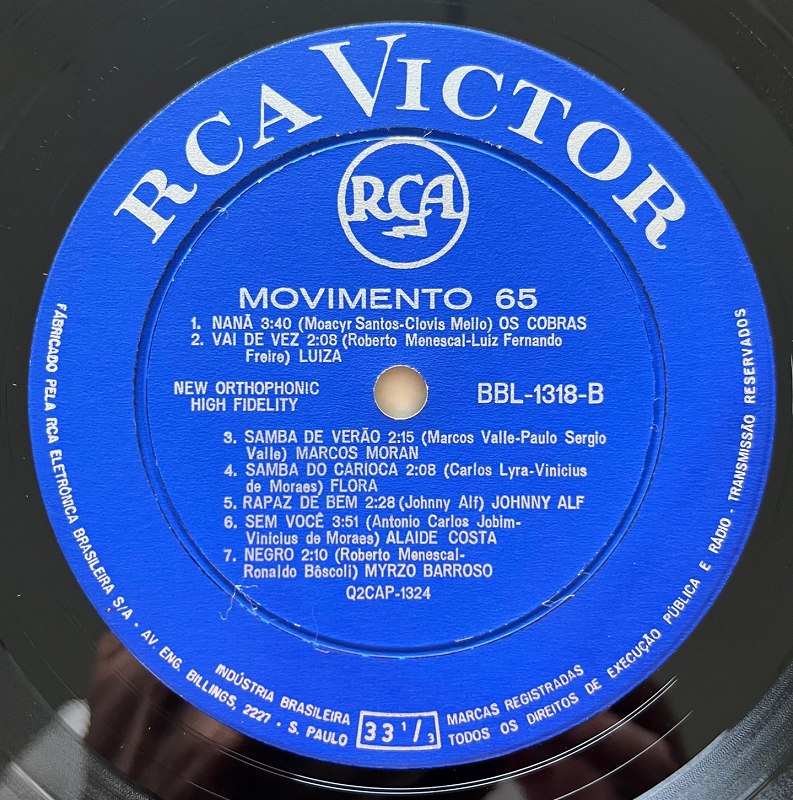 RCA VICTOR
RCA
MOVIMENTO 65
1. NANÃ 3:40 (Moacyr Santos-Clovis Mello) OS COBRAS
2. VAI DE VEZ 2:08 (Roberto Menescal-Luiz Fernando
Freire) LUIZA
NEW ORTHOPHONIC
HIGH FIDELITY
BBL-1318-B
3. SAMBA DE VERÃO 2:15 (Marcos Valle-Paulo Sergio
Valle) MARCOS MORAN
4. SAMBA DO CARIOCA 2:08 (Carlos Lyra-Vinicius
de Moraes) FLORA
5. RAPAZ DE BEM 2:28 (Johnny Alf) JOHNNY ALF
6. SEM VOCÊ 3:51 (Antonio Carlos Jobim-
Vinicius de Moraes) ALAIDE COSTA
7. NEGRO 2:10 (Roberto Menescal-
Ronaldo Bôscoli) MYRZO BARROSO
Q2CAP-1324
FABRICADO PELA RCA ELETRÔNICA BRASILEIRA S/A · AV ENG. BILLINGS, 2227 · S. PAULO
INDÚSTRIA BRASILEIRA
33 1/3
MARCAS REGISTRADAS
TODOS OS DIREITOS DE EXECUÇÃO PÚBLICA E RÁDIO - TRANSMISSÃO RESERVADOS